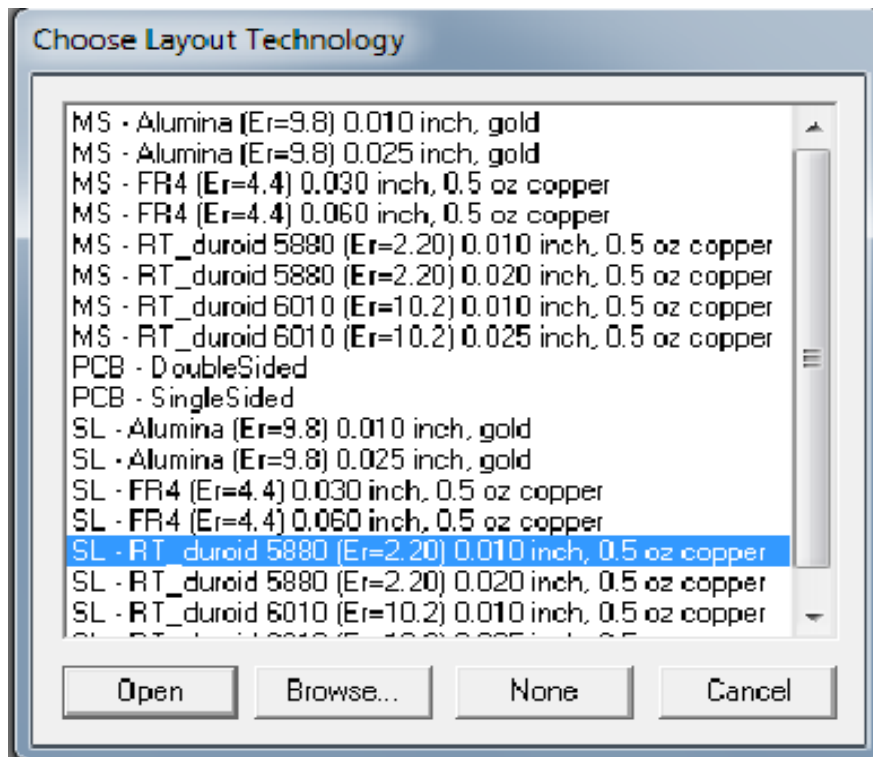 Choose Layout Technology
MS - Alumina (Er=9.8) 0.010 inch, gold
MS - Alumina (Er=9.8) 0.025 inch, gold
MS - FR4 (Er=4.4) 0.030 inch, 0.5 oz copper
MS - FR4 (Er=4.4) 0.060 inch, 0.5 oz copper
MS - RT_duroid 5880 (Er=2.20) 0.010 inch, 0.5 oz copper
MS - RT_duroid 5880 (Er=2.20) 0.020 inch, 0.5 oz copper
MS - RT_duroid 6010 (Er=10.2) 0.010 inch, 0.5 oz copper
MS - RT_duroid 6010 (Er=10.2) 0.025 inch, 0.5 oz copper
PCB - DoubleSided
PCB - SingleSided
SL - Alumina (Er=9.8) 0.010 inch, gold
SL - Alumina (Er=9.8) 0.025 inch, gold
SL - FR4 (Er=4.4) 0.030 inch, 0.5 oz copper
SL - FR4 (Er=4.4) 0.060 inch, 0.5 oz copper
SL - RT_duroid 5880 (Er=2.20) 0.010 inch, 0.5 oz copper
SL - RT_duroid 5880 (Er=2.20) 0.020 inch, 0.5 oz copper
SL - RT_duroid 6010 (Er=10.2) 0.010 inch, 0.5 oz copper
Open Browse... None Cancel